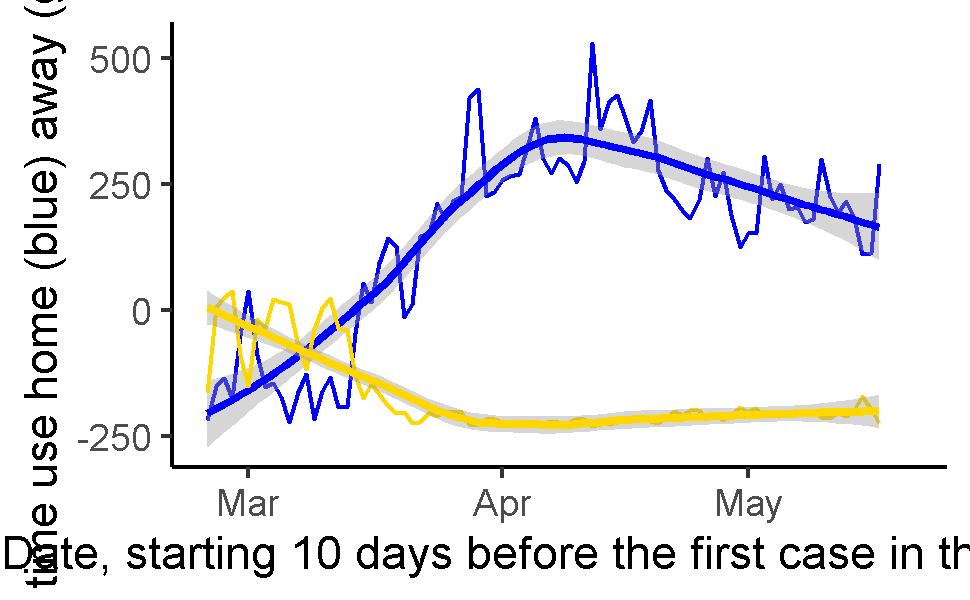 time use home (blue) away (
500
250
0
-250
Mar Apr May
Date, starting 10 days before the first case in th